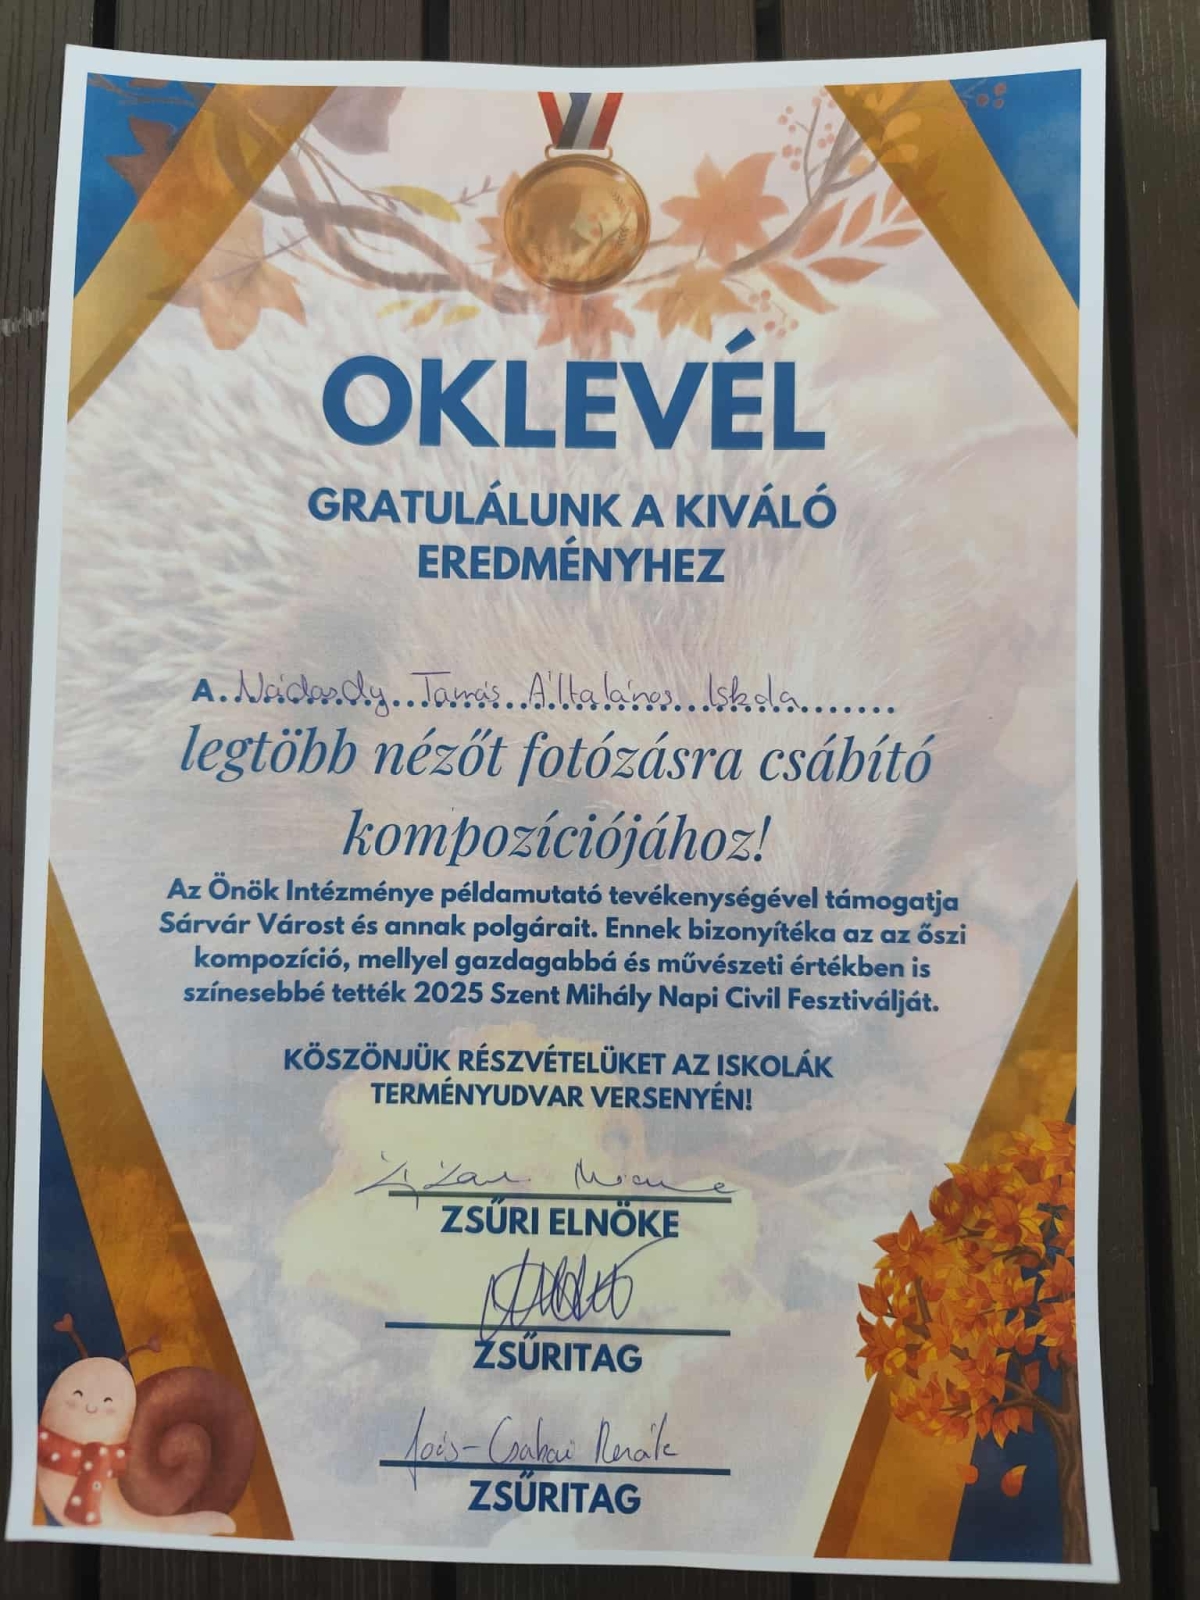 OKLEVÉL
GRATULÁLUNK A KIVÁLÓ
EREDMÉNYHEZ
A Nádasdy Tamás Általános Iskola
legtöbb nézőt fotózásra csábító
kompozíciójához!
Az Önök Intézménye példamutató tevékenységével támogatja
Sárvár Várost és annak polgárait. Ennek bizonyítéka az az őszi
kompozíció, mellyel gazdagabbá és művészeti értékben is
színesebbé tették 2025 Szent Mihály Napi Civil Fesztiválját.
KÖSZÖNJÜK RÉSZVÉTELÜKET AZ ISKOLÁK
TERMÉNYUDVAR VERSENYÉN!
ZSŰRI ELNÖKE
ZSŰRITAG
ZSŰRITAG